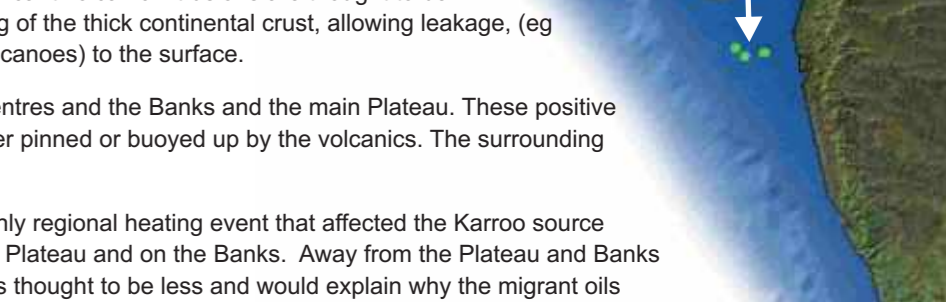 g of the thick continental crust, allowing leakage, (eg
canoes) to the surface.
entres and the Banks and the main Plateau. These positive
er pinned or buoyed up by the volcanics. The surrounding
nly regional heating event that affected the Karroo source
Plateau and on the Banks. Away from the Plateau and Banks
s thought to be less and would explain why the migrant oils